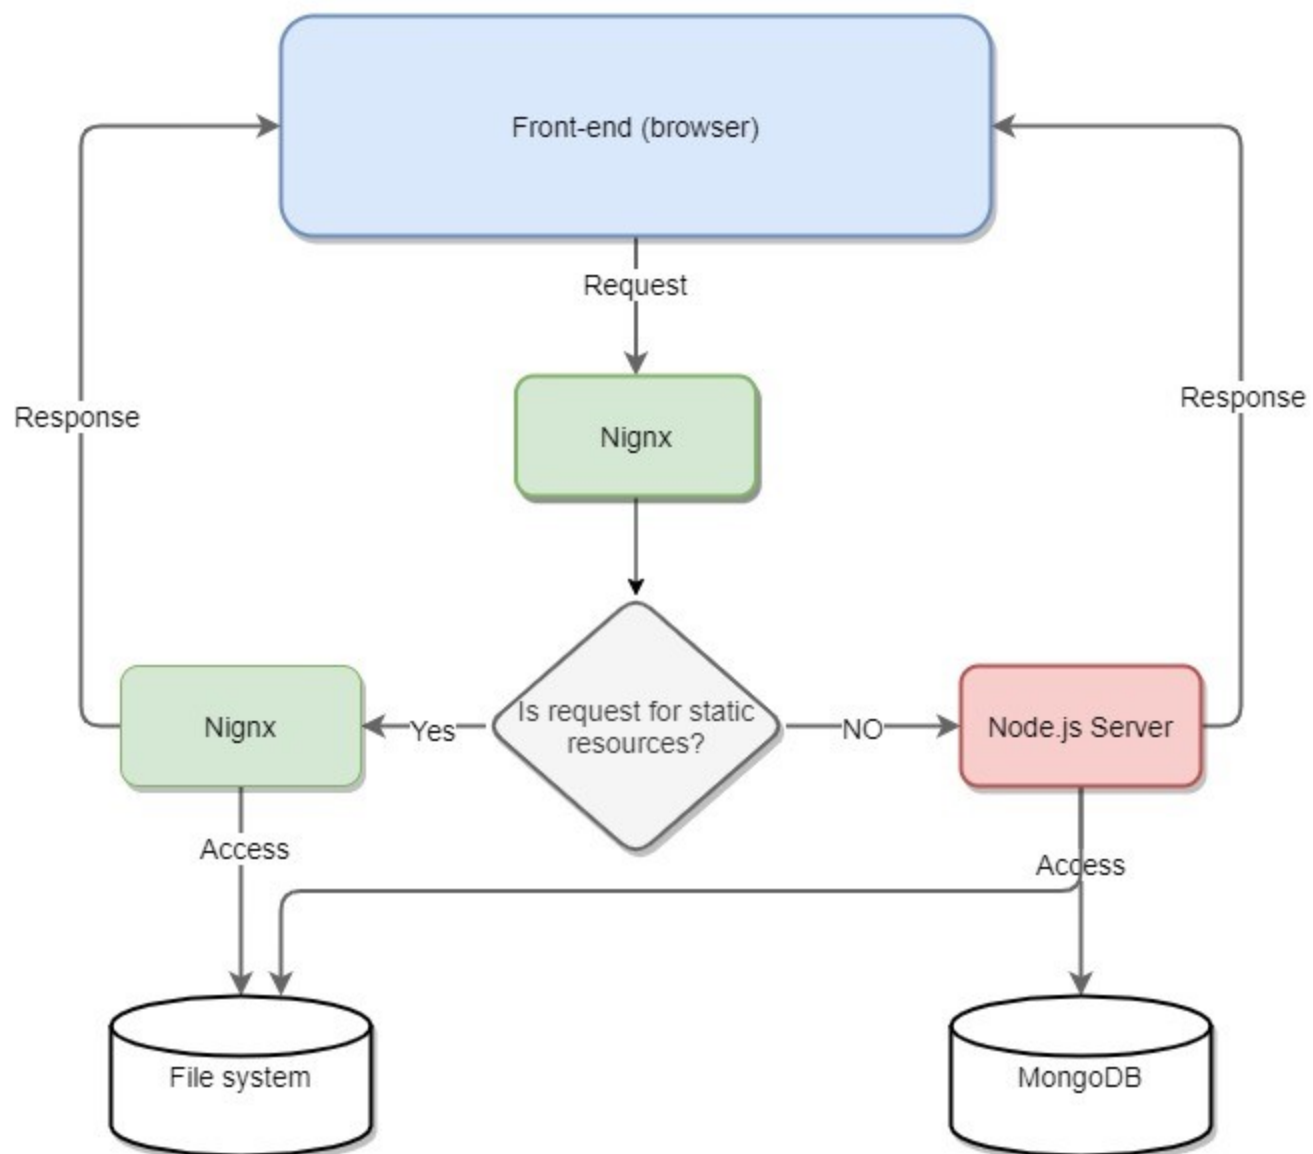 Front-end (browser)
Request
Response
Response
Nignx
Is request for static
resources?
Nignx
Yes
NO
Node.js Server
Access
Access
File system
MongoDB